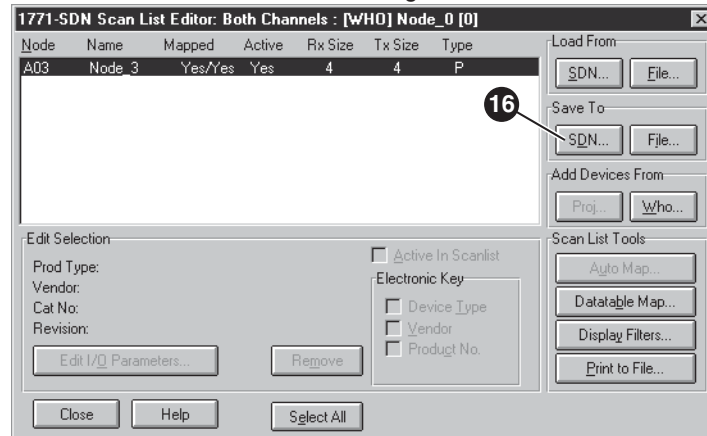 1771-SDN Scan List Editor: Both Channels : [WHO] Node_0 [0]
Node Name Mapped Active Rx Size Tx Size Type
A03 Node_3 Yes/Yes Yes 4 4 P
Load From
SDN... File...
16
Save To
SDN... File...
Add Devices From
Proj... Who...
Edit Selection
Prod Type:
Vendor:
Cat No:
Revision:
Edit I/O Parameters... Remove
Active In Scanlist
Electronic Key
Device Type
Vendor
Product No.
Scan List Tools
Auto Map...
Datatable Map...
Display Filters...
Print to File...
Close Help Select All